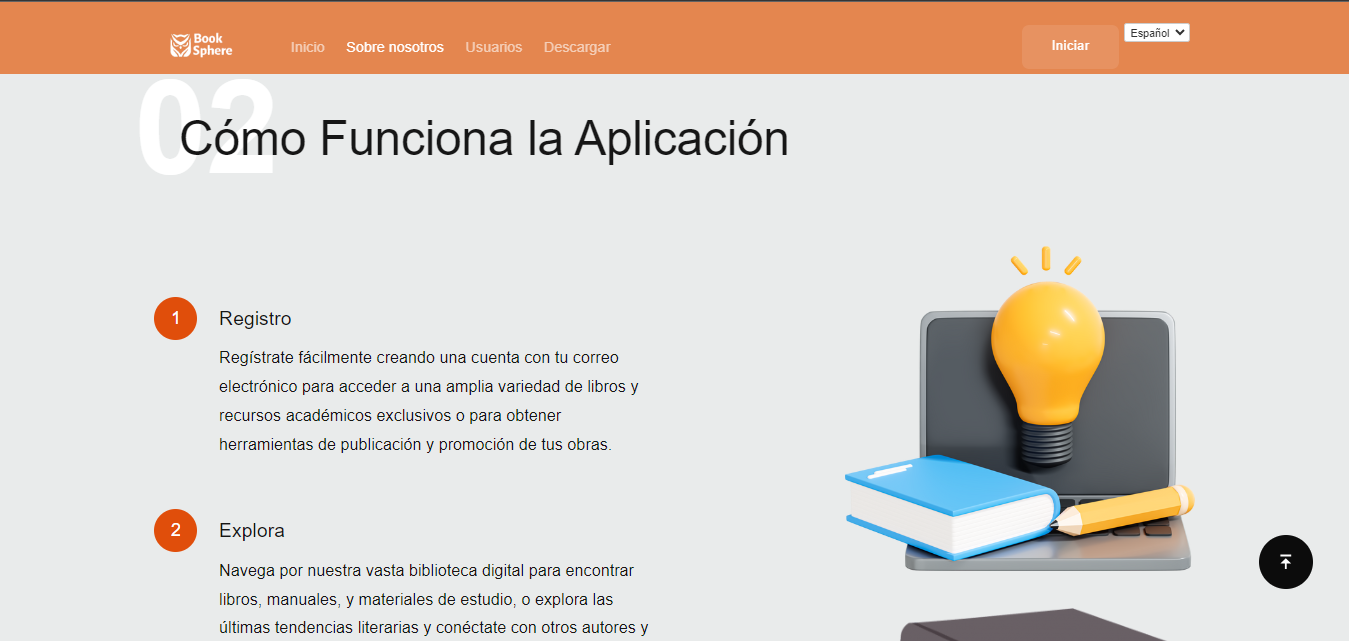 Book
Sphere
Inicio
Sobre nosotros
Usuarios
Descargar
Iniciar
Español
02
Cómo Funciona la Aplicación
1
Registro
Regístrate fácilmente creando una cuenta con tu correo
electrónico para acceder a una amplia variedad de libros y
recursos académicos exclusivos o para obtener
herramientas de publicación y promoción de tus obras.
2
Explora
Navega por nuestra vasta biblioteca digital para encontrar
libros, manuales, y materiales de estudio, o explora las
últimas tendencias literarias y conéctate con otros autores y